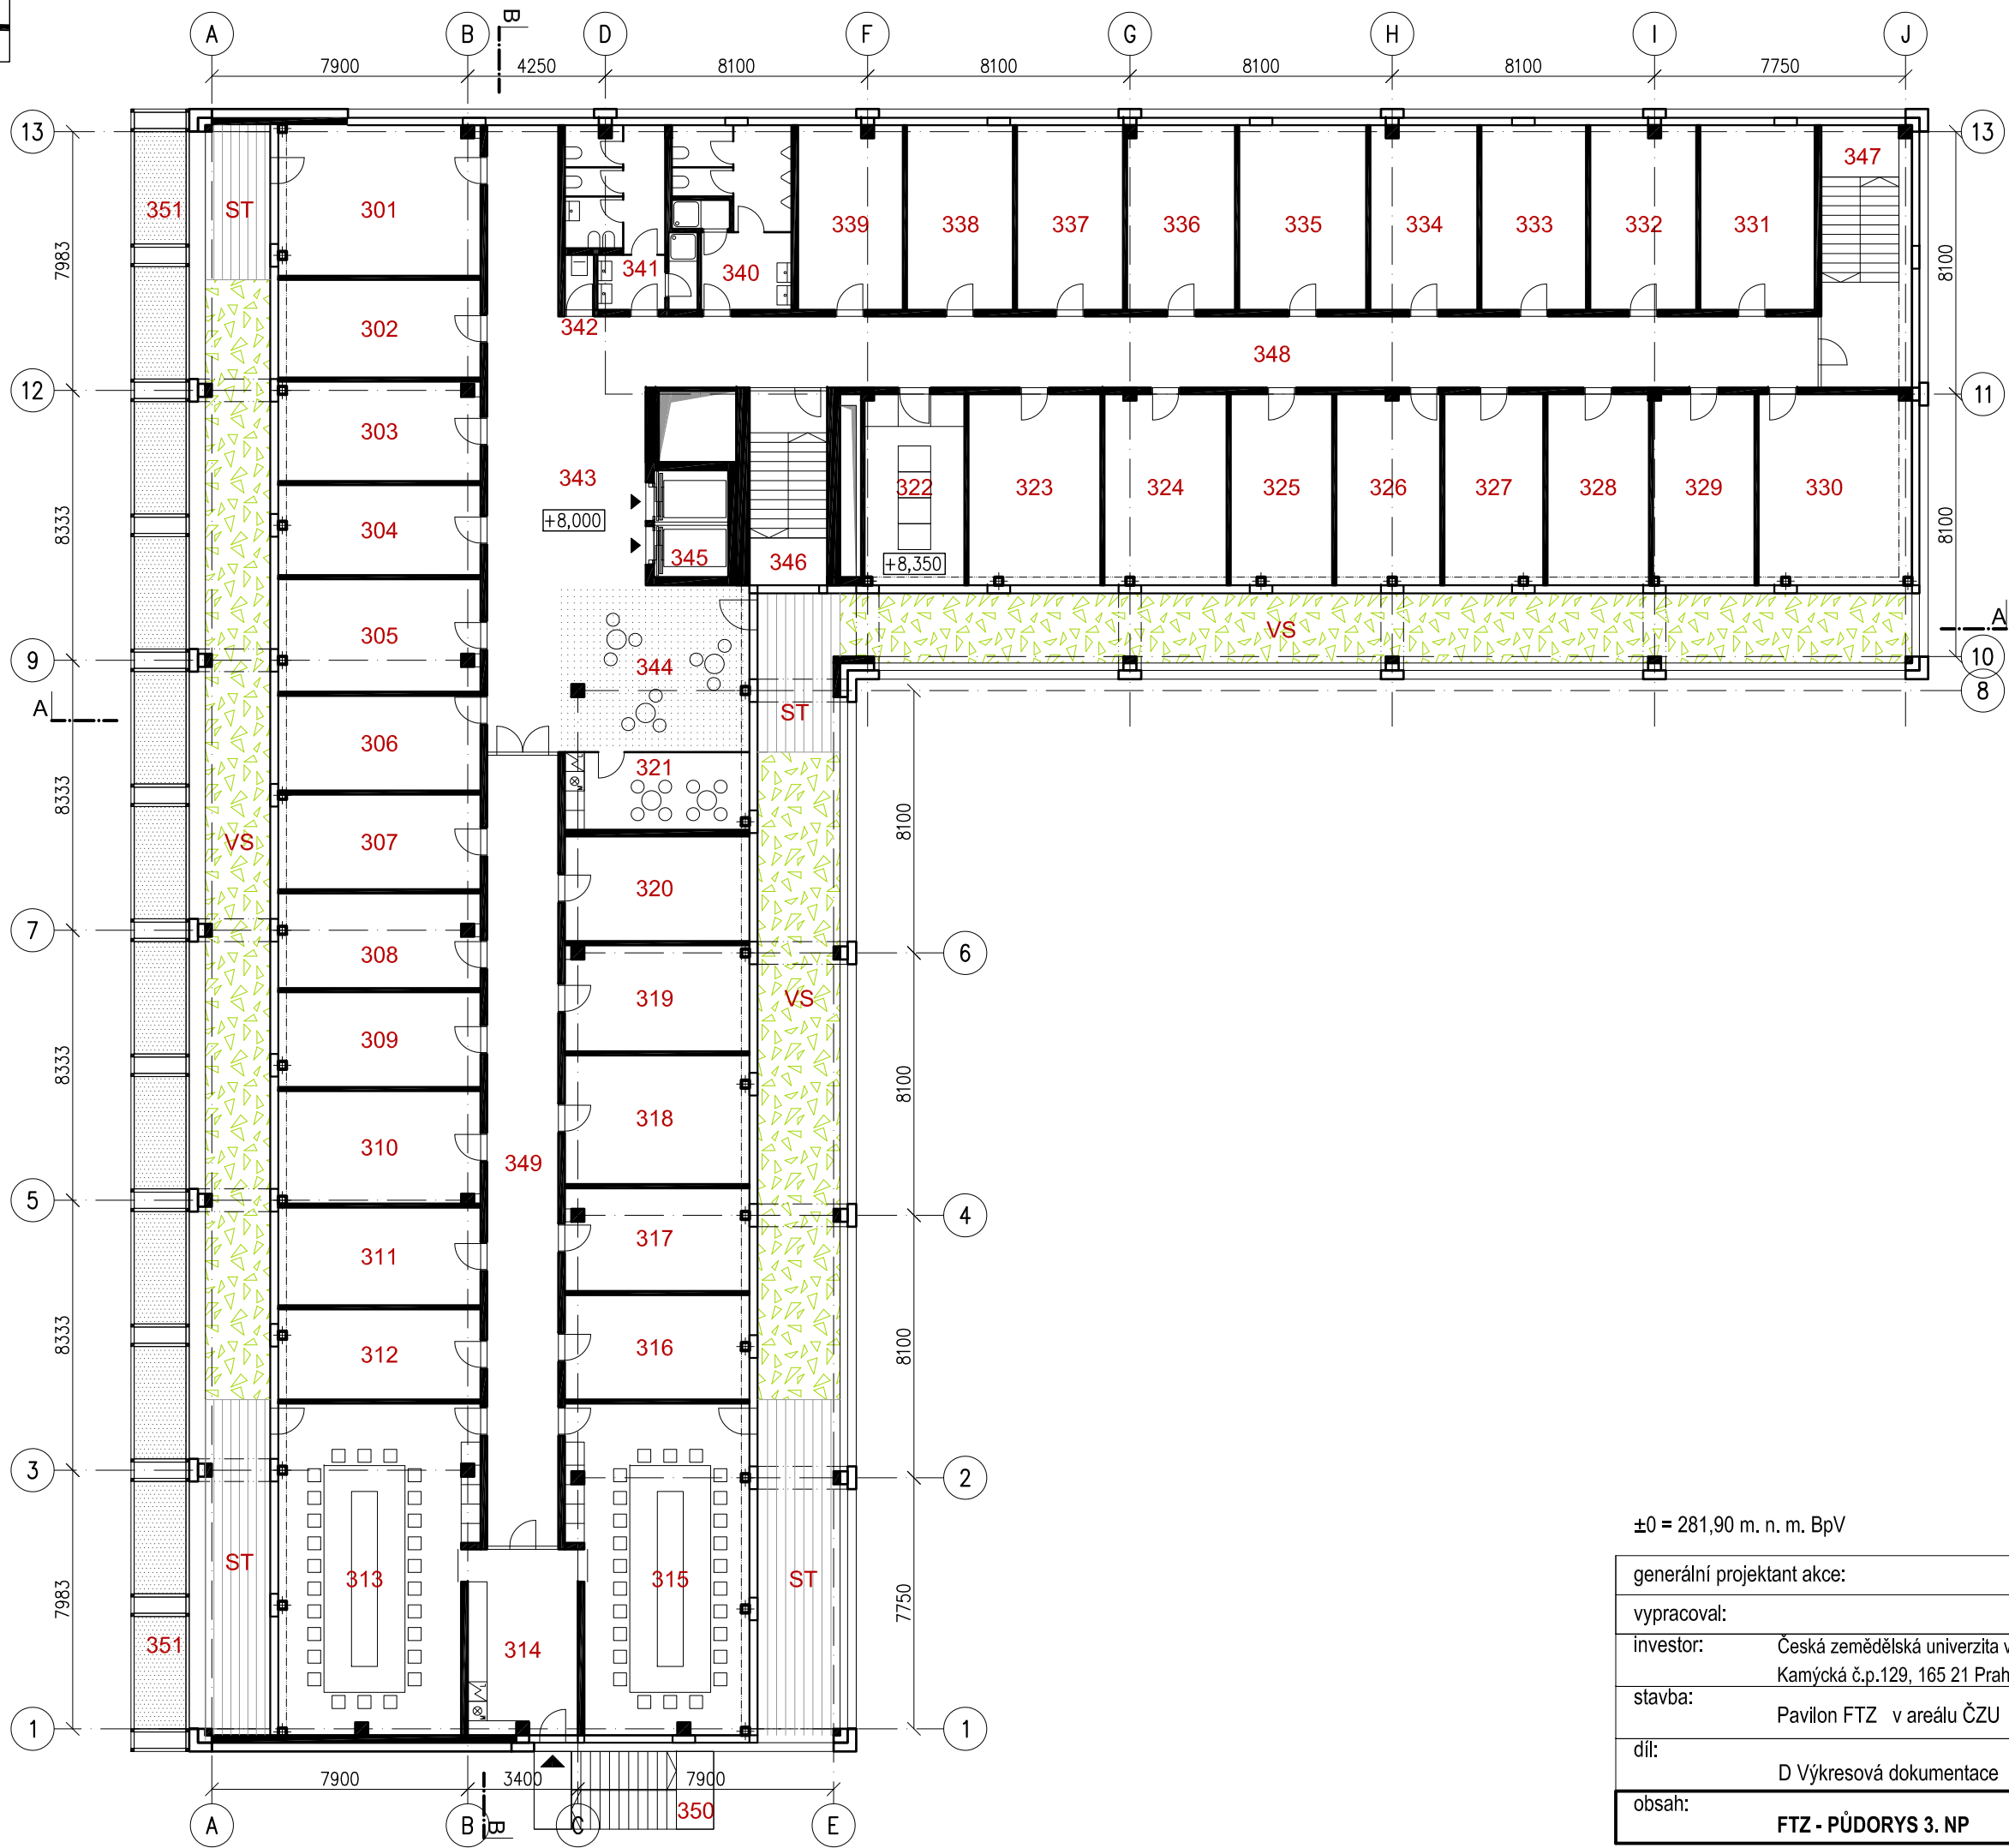 B
A B D F G H I J
7900 4250 8100 8100 8100 8100 7750
13 13
347
351 ST 301 339 338 337 336 335 334 333 332 331
7983 341 340 8100
302 342
348
12 11
303
343 322 323 324 325 326 327 328 329 330
8333 304 +8,000 8100
345 346 +8,350
305 VS A
9 344 10
8
A ST
306
321
8333 8100
VS 307
320
7 308 6
319 VS
309
8333 8100
318
310 349
5 4
317
311
8333 316 8100
312
3 2
±0 = 281,90 m. n. m. BpV
ST 313 315 ST
7983 7750
351 314
1 1
7900 3400 7900
350
A B B C E
generální projektant akce:
vypracoval:
investor: Česká zemědělská univerzita v
Kamýcká č.p.129, 165 21 Prah
stavba:
Pavilon FTZ v areálu ČZU
díl:
D Výkresová dokumentace
obsah:
FTZ - PŮDORYS 3. NP